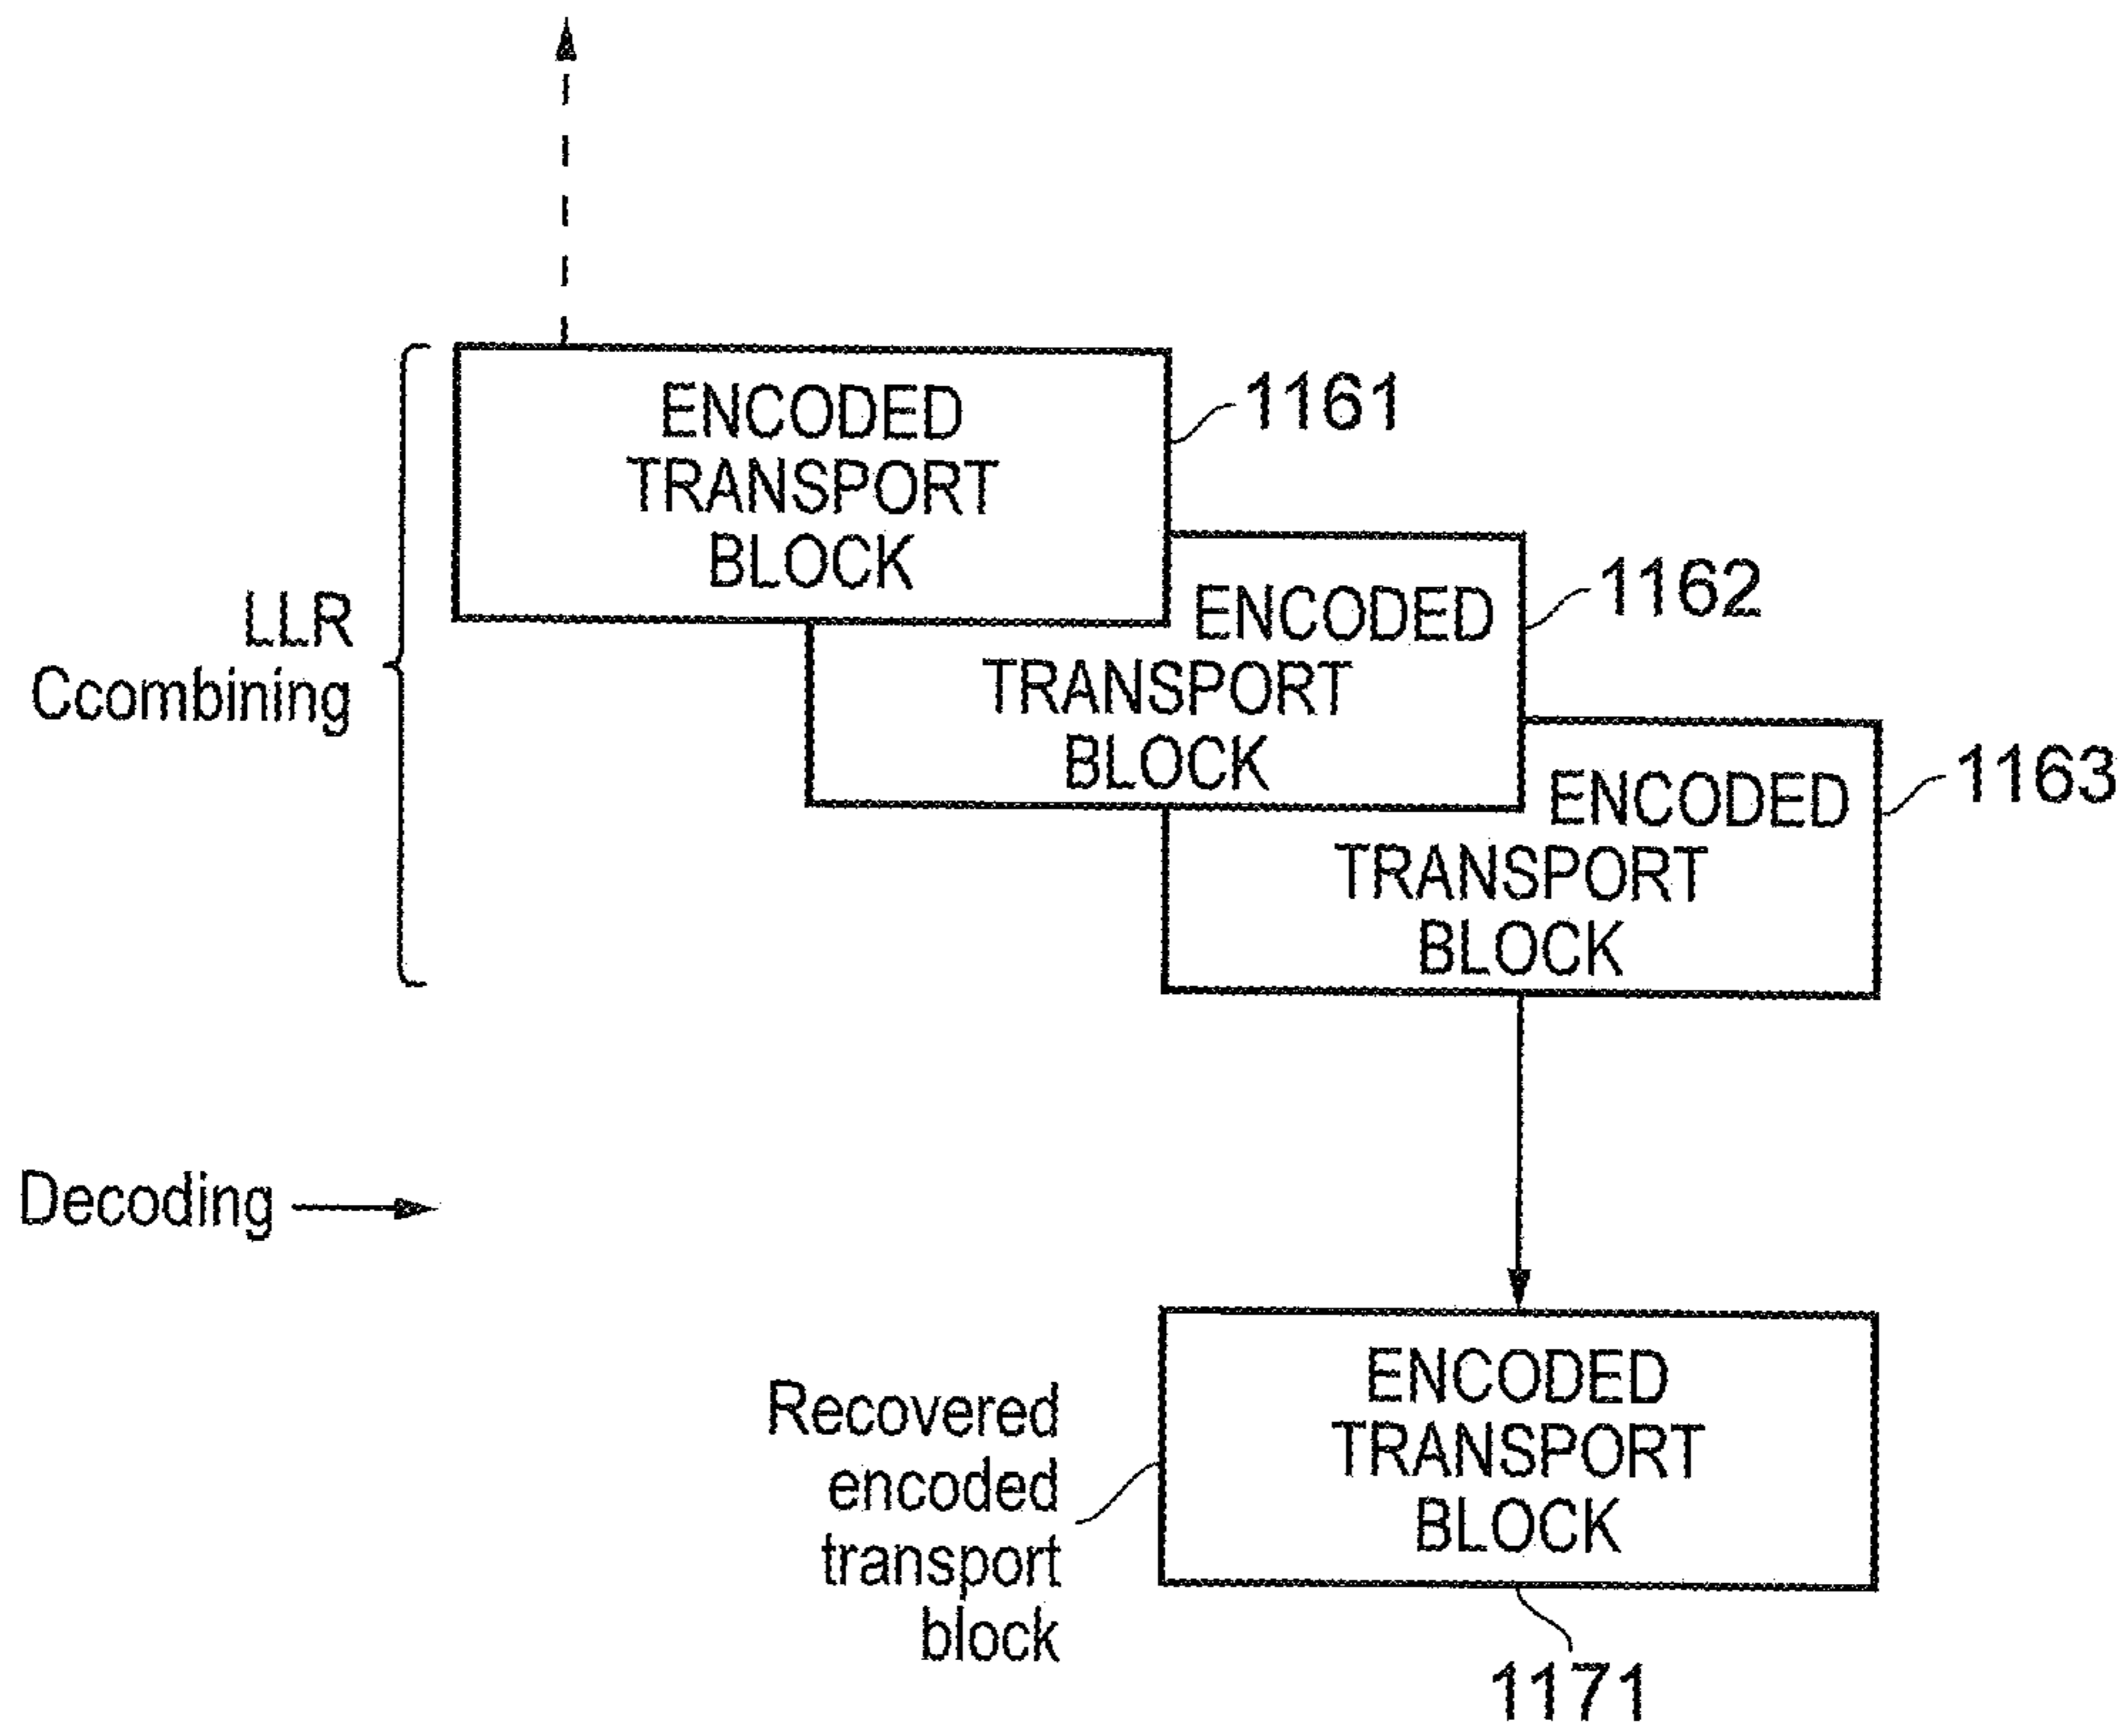 ENCODED
TRANSPORT
BLOCK
1161
LLR
Ccombining
ENCODED
TRANSPORT
BLOCK
1162
ENCODED
TRANSPORT
BLOCK
1163
Decoding
Recovered
encoded
transport
block
ENCODED
TRANSPORT
BLOCK
1171